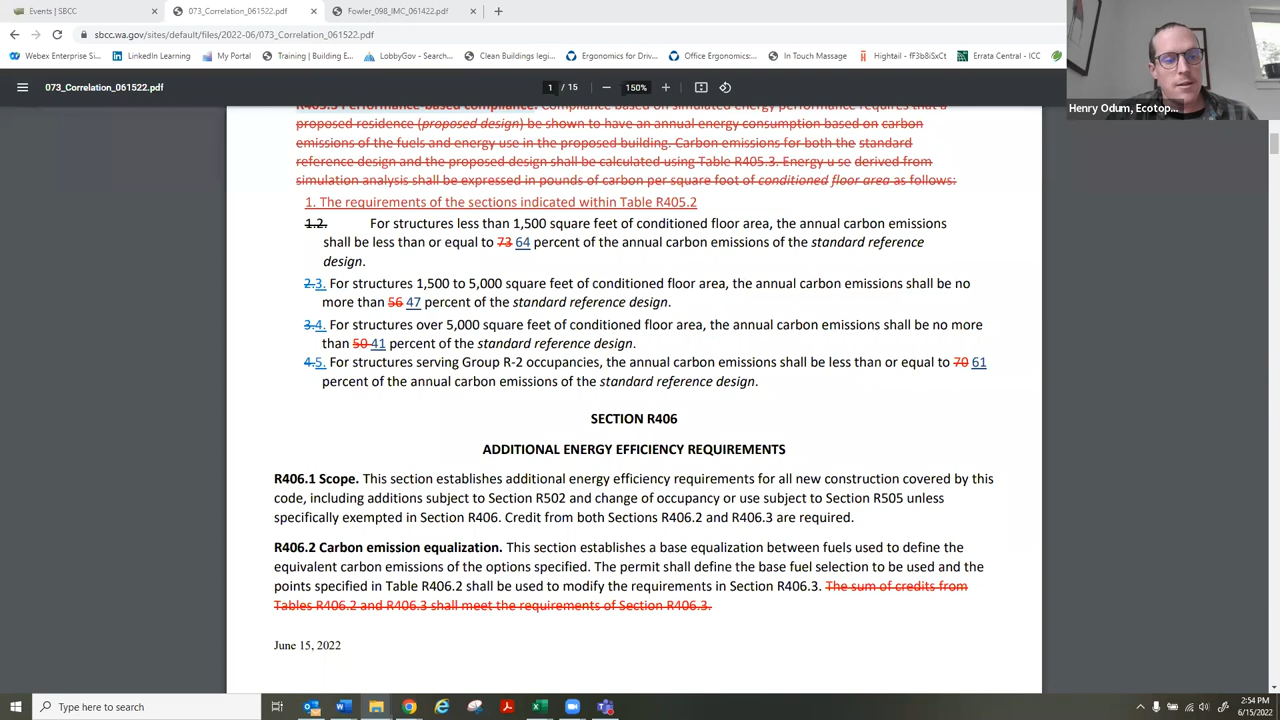 Events | SBCC
073_Correlation_061522.pdf
Fowler_098_IMC_061422.pdf
sbcc.wa.gov/sites/default/files/2022-06/073_Correlation_061522.pdf
Webex Enterprise Si...
LinkedIn Learning
My Portal
Training | Building E...
LobbyGov - Search...
Clean Buildings legi...
Ergonomics for Driv...
Office Ergonomics:...
In Touch Massage
Hightail - fF3b8iSxCt
Errata Central - ICC
073_Correlation_061522.pdf
1 / 15
150%
Henry Odum, Ecotop...
R405.3 Performance-based compliance. Compliance based on simulated energy performance requires that a
proposed residence (proposed design) be shown to have an annual energy consumption based on carbon
emissions of the fuels and energy use in the proposed building. Carbon emissions for both the standard
reference design and the proposed design shall be calculated using Table R405.3. Energy u se derived from
simulation analysis shall be expressed in pounds of carbon per square foot of conditioned floor area as follows:
1. The requirements of the sections indicated within Table R405.2
1.2. For structures less than 1,500 square feet of conditioned floor area, the annual carbon emissions
shall be less than or equal to 73 64 percent of the annual carbon emissions of the standard reference
design.
2.3. For structures 1,500 to 5,000 square feet of conditioned floor area, the annual carbon emissions shall be no
more than 56 47 percent of the standard reference design.
3.4. For structures over 5,000 square feet of conditioned floor area, the annual carbon emissions shall be no more
than 50 41 percent of the standard reference design.
4.5. For structures serving Group R-2 occupancies, the annual carbon emissions shall be less than or equal to 70 61
percent of the annual carbon emissions of the standard reference design.
SECTION R406
ADDITIONAL ENERGY EFFICIENCY REQUIREMENTS
R406.1 Scope. This section establishes additional energy efficiency requirements for all new construction covered by this
code, including additions subject to Section R502 and change of occupancy or use subject to Section R505 unless
specifically exempted in Section R406. Credit from both Sections R406.2 and R406.3 are required.
R406.2 Carbon emission equalization. This section establishes a base equalization between fuels used to define the
equivalent carbon emissions of the options specified. The permit shall define the base fuel selection to be used and the
points specified in Table R406.2 shall be used to modify the requirements in Section R406.3. The sum of credits from
Tables R406.2 and R406.3 shall meet the requirements of Section R406.3.
June 15, 2022
Type here to search
2:54 PM
6/15/2022